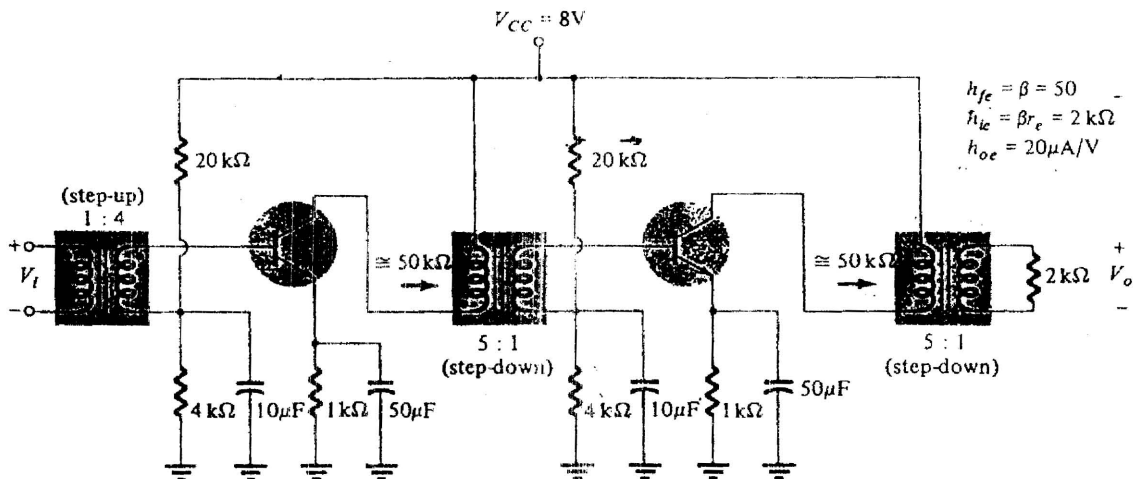 V_CC = 8V
h_fe = β = 50
h_ie = βr_e = 2 kΩ
h_oe = 20μA/V
20 kΩ
20 kΩ
(step-up)
1 : 4
+
V_i
−
≅ 50 kΩ
≅ 50 kΩ
2 kΩ
+
V_o
−
5 : 1
(step-down)
5 : 1
(step-down)
4 kΩ
10μF
1 kΩ
50μF
4 kΩ
10μF
1 kΩ
50μF